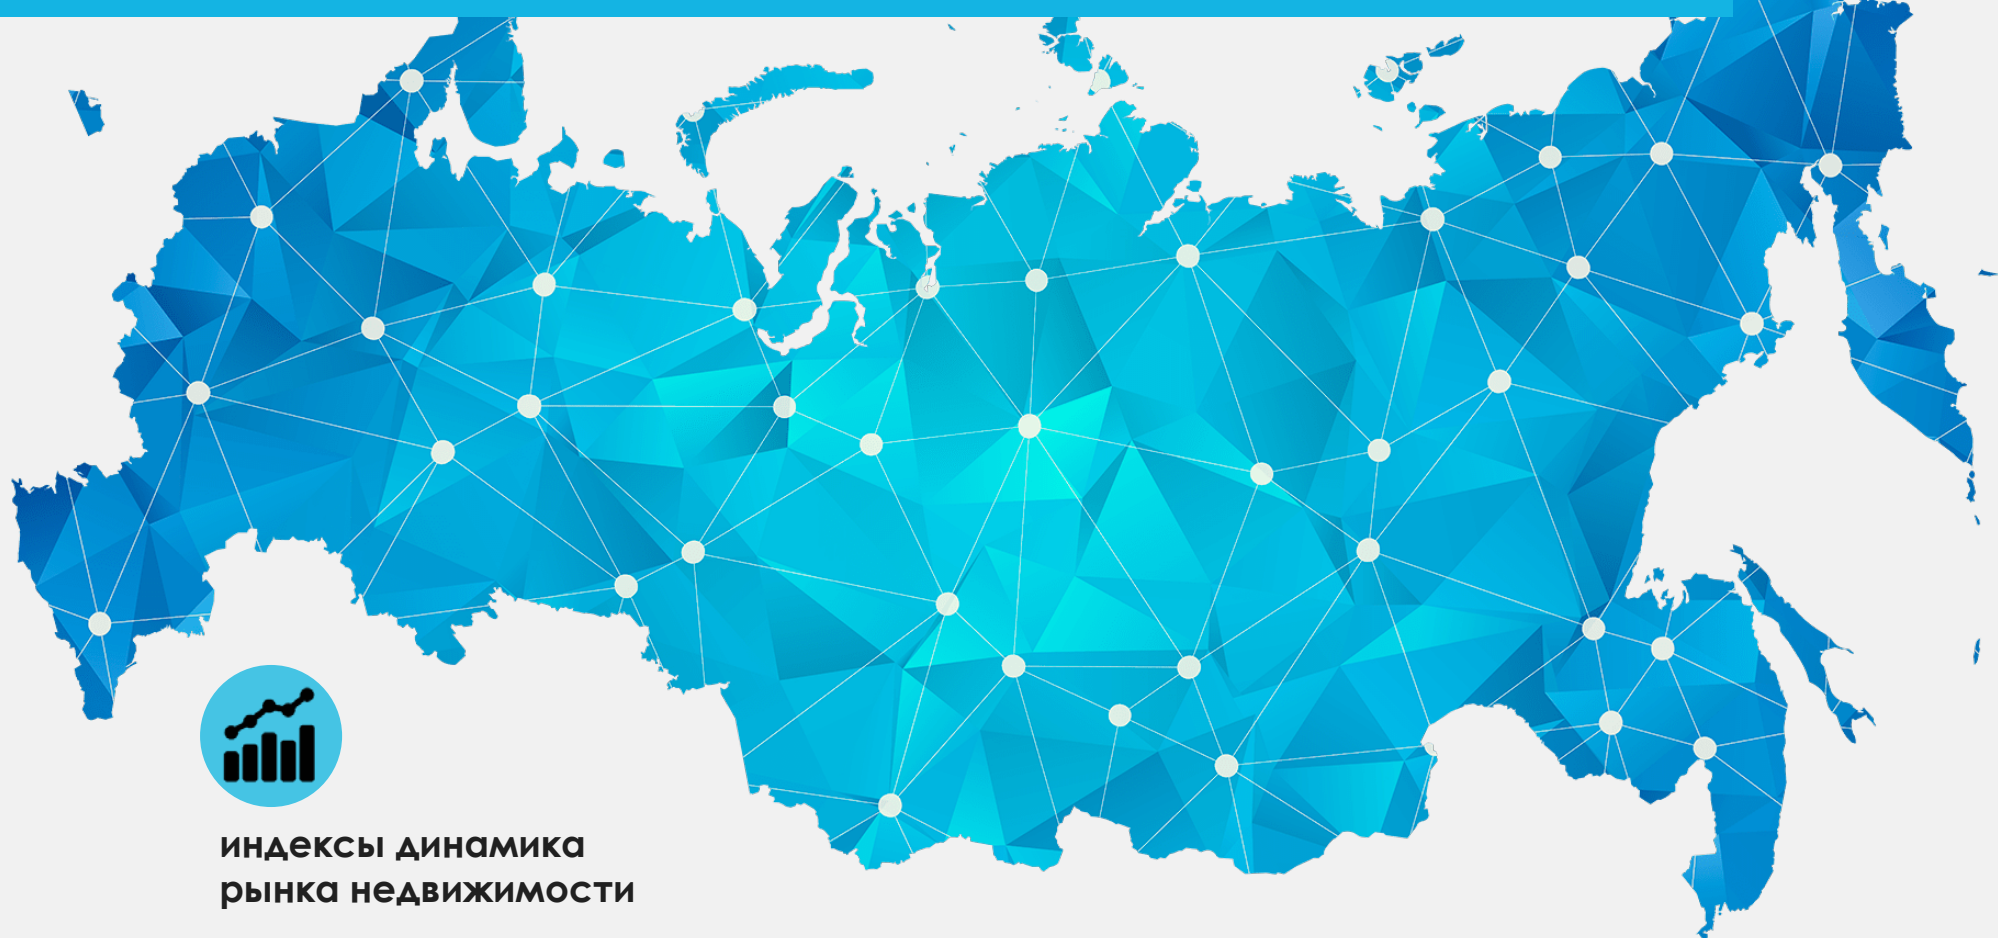 индексы динамика
рынка недвижимости